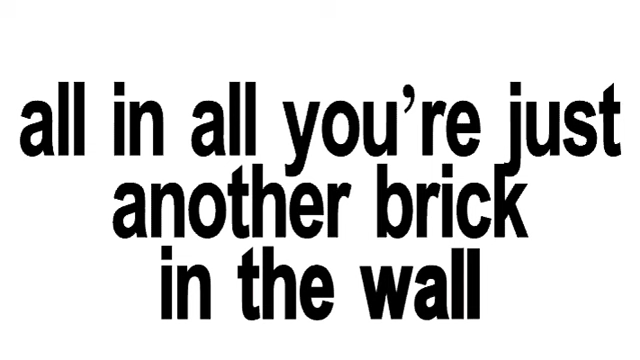 all in all you’re just
another brick
in the wall